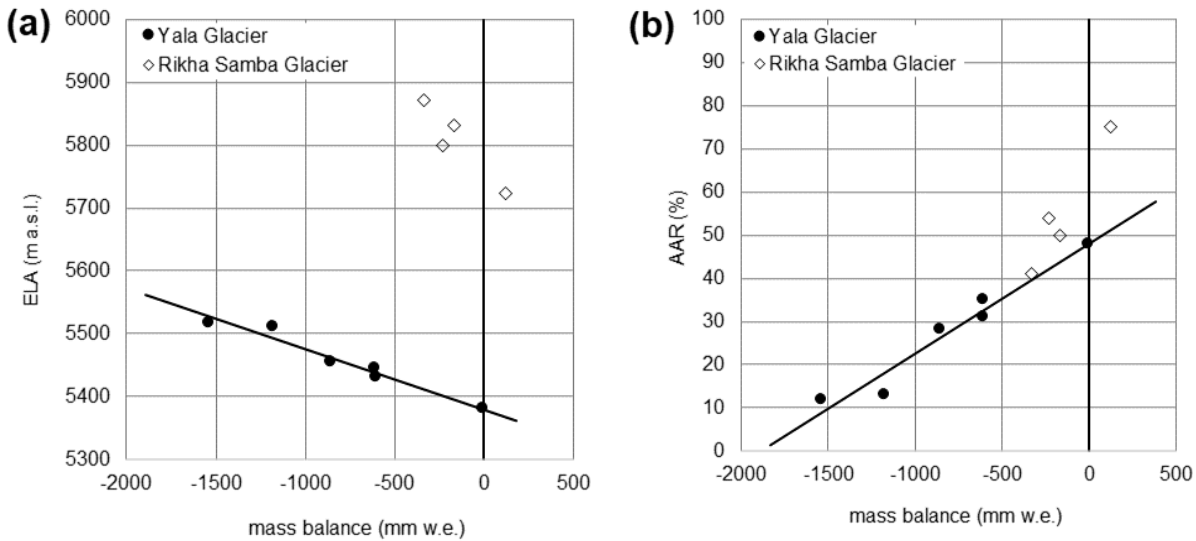 (a)
6000
5900
5800
5700
5600
5500
5400
5300
ELA (m a.s.l.)
Yala Glacier
Rikha Samba Glacier
-2000 -1500 -1000 -500 0 500
mass balance (mm w.e.)
(b)
100
90
80
70
60
50
40
30
20
10
0
AAR (%)
Yala Glacier
Rikha Samba Glacier
-2000 -1500 -1000 -500 0 500
mass balance (mm w.e.)